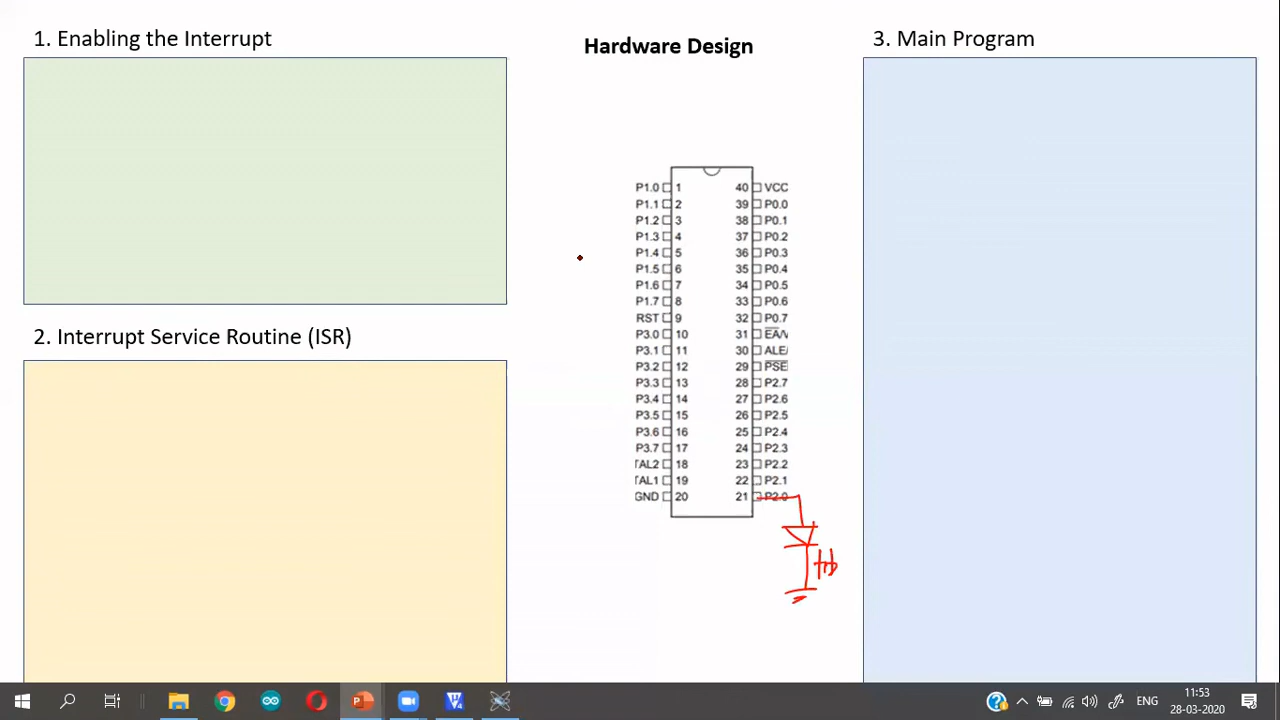 1. Enabling the Interrupt
Hardware Design
3. Main Program
P1.0 1 40 VCC
P1.1 2 39 P0.0
P1.2 3 38 P0.1
P1.3 4 37 P0.2
P1.4 5 36 P0.3
P1.5 6 35 P0.4
P1.6 7 34 P0.5
P1.7 8 33 P0.6
RST 9 32 P0.7
2. Interrupt Service Routine (ISR)
P3.0 10 31 EA/V
P3.1 11 30 ALE/
P3.2 12 29 PSE
P3.3 13 28 P2.7
P3.4 14 27 P2.6
P3.5 15 26 P2.5
P3.6 16 25 P2.4
P3.7 17 24 P2.3
TAL2 18 23 P2.2
TAL1 19 22 P2.1
GND 20 21 P2.0
ENG
11:53
28-03-2020